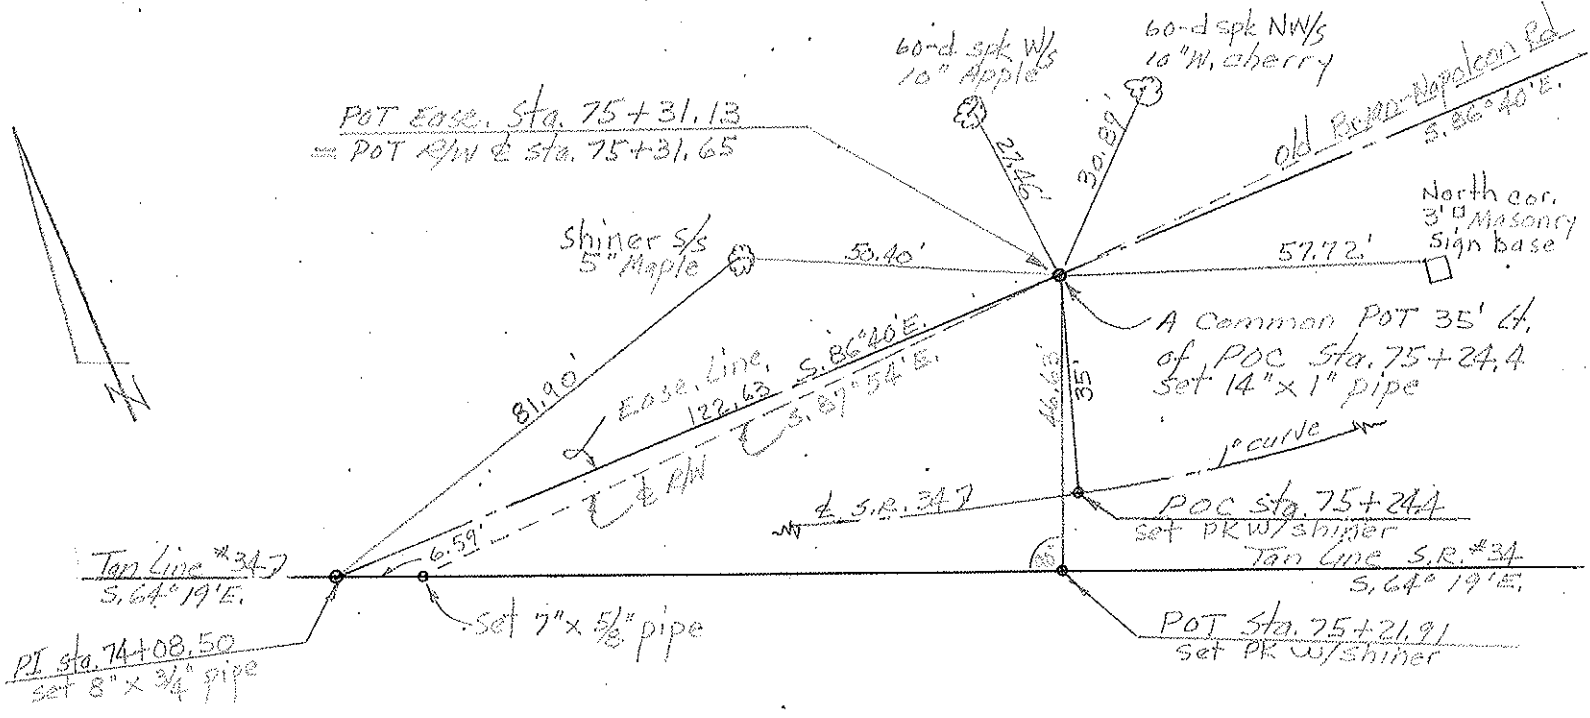 60-d spk W/s
10" Apple
60-d spk NW/s
10" W. Cherry
Old Bryan-Napoleon Rd
S. 86° 40' E.
POT Ease. Sta. 75+31.13
= POT R/W ℄ Sta. 75+31.65
27.46'
30.89'
North cor.
3' □ Masonry
sign base
Shiner S/s
5" Maple
50.40'
57.72'
N
81.90'
Ease. Line
122.63 S. 86° 40' E.
S. 87° 54' E.
℄ R/W
46.63'
35'
A Common POT 35' Lt.
of POC Sta. 75+24.4
set 14" x 1" pipe
1° curve
℄ S.R. 34
POC Sta. 75+24.4
set PK W/shiner
Tan Line #34
S. 64° 19' E.
6.59'
Tan Line S.R. #34
S. 64° 19' E.
Set 7" x 5/8" pipe
PI Sta. 74+08.50
set 8" x 3/4" pipe
POT Sta. 75+21.91
set PK W/shiner